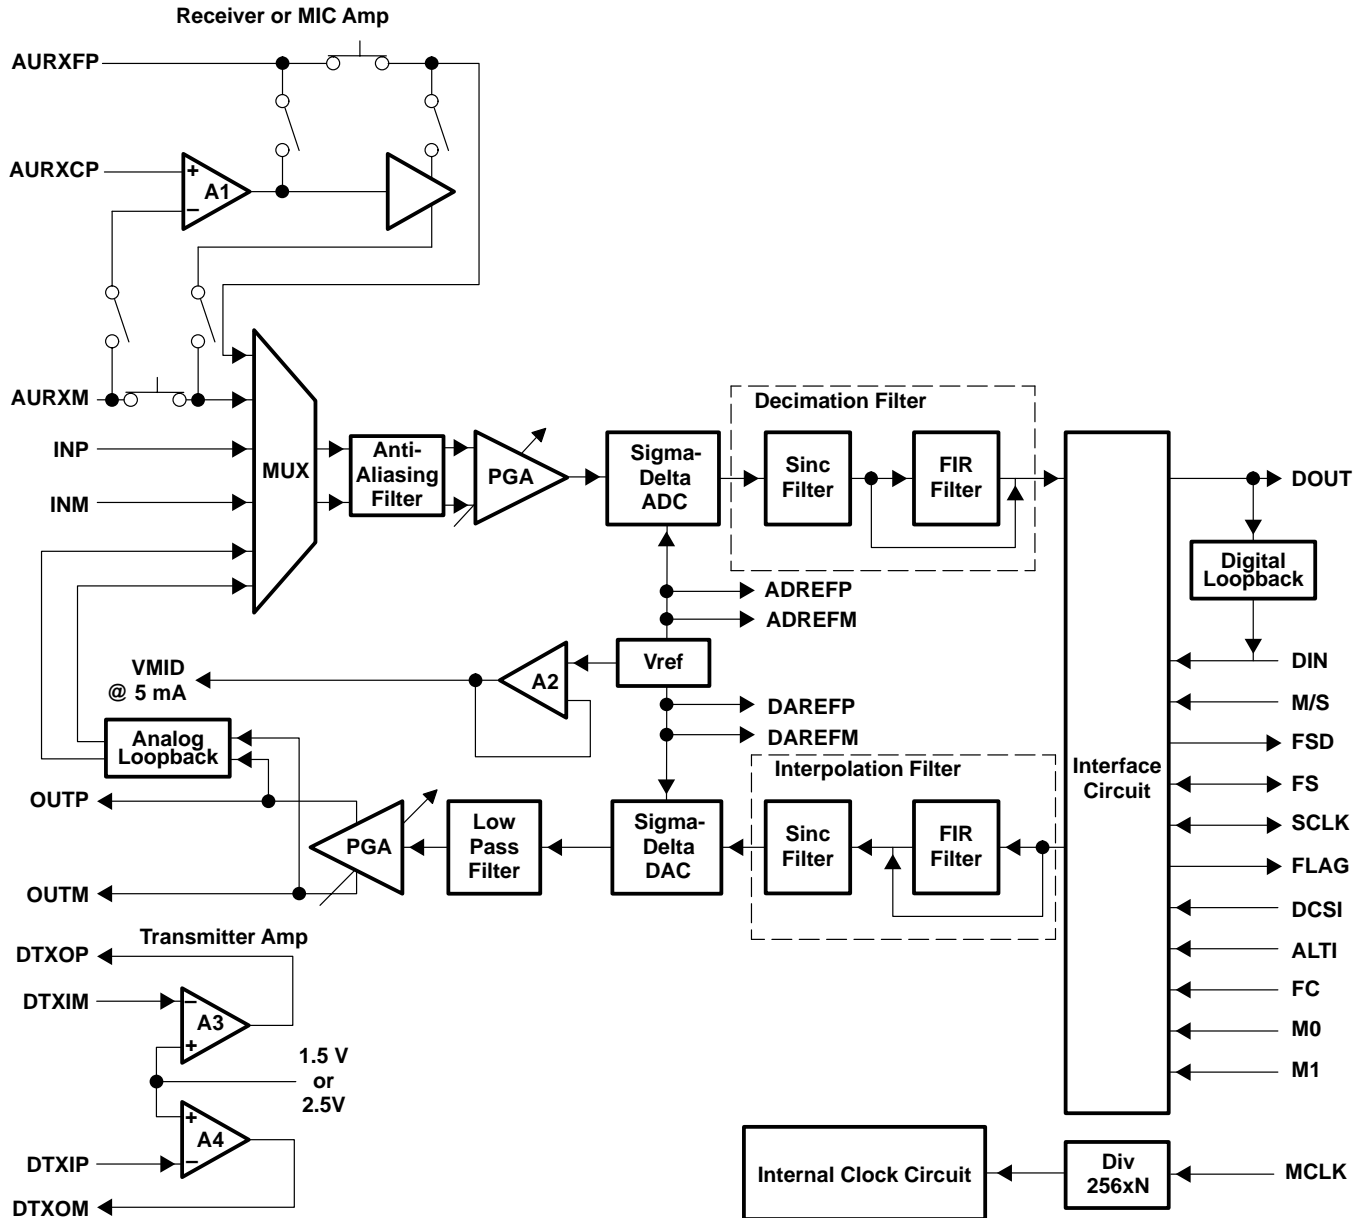 Receiver or MIC Amp
AURXFP
AURXCP
+
A1
−
AURXM
INP
INM
MUX
Anti-
Aliasing
Filter
PGA
Sigma-
Delta
ADC
Decimation Filter
Sinc
Filter
FIR
Filter
DOUT
Digital
Loopback
ADREFP
ADREFM
VMID
@ 5 mA
A2
Vref
DAREFP
DAREFM
DIN
M/S
FSD
FS
SCLK
FLAG
DCSI
ALTI
FC
M0
M1
Interface
Circuit
Analog
Loopback
OUTP
OUTM
PGA
Low
Pass
Filter
Sigma-
Delta
DAC
Interpolation Filter
Sinc
Filter
FIR
Filter
Transmitter Amp
DTXOP
DTXIM
−
A3
+
1.5 V
or
2.5V
+
A4
−
DTXIP
DTXOM
Internal Clock Circuit
Div
256xN
MCLK